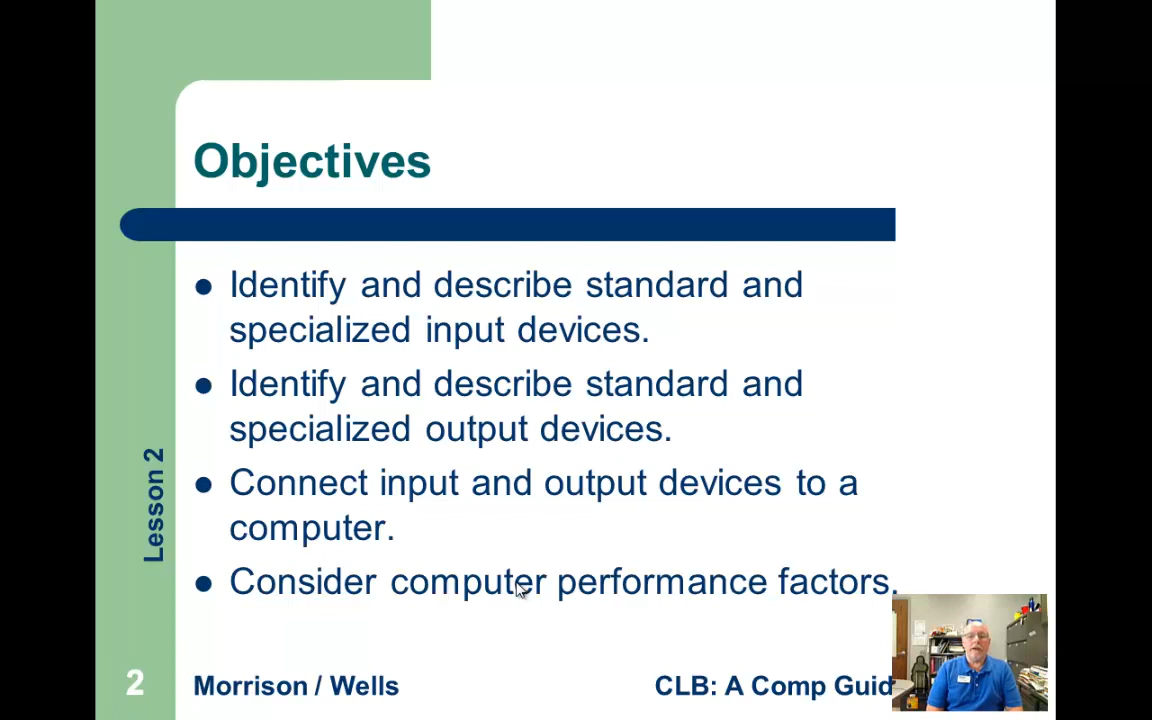 Objectives
Identify and describe standard and
specialized input devices.
Identify and describe standard and
specialized output devices.
Connect input and output devices to a
computer.
Consider computer performance factors.
Lesson 2
2
Morrison / Wells
CLB: A Comp Guid